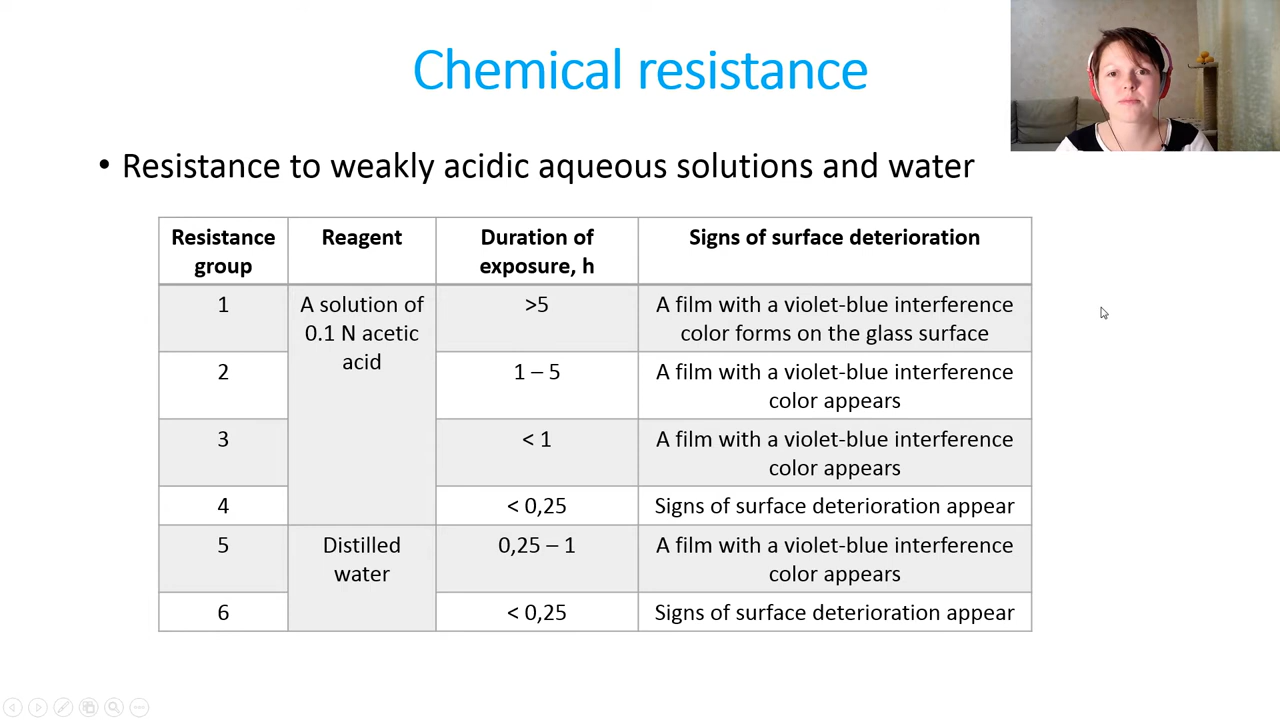 Chemical resistance
• Resistance to weakly acidic aqueous solutions and water
Resistance group
Reagent
Duration of exposure, h
Signs of surface deterioration
1
A solution of 0.1 N acetic acid
>5
A film with a violet-blue interference color forms on the glass surface
2
1 – 5
A film with a violet-blue interference color appears
3
< 1
A film with a violet-blue interference color appears
4
< 0,25
Signs of surface deterioration appear
5
Distilled water
0,25 – 1
A film with a violet-blue interference color appears
6
< 0,25
Signs of surface deterioration appear